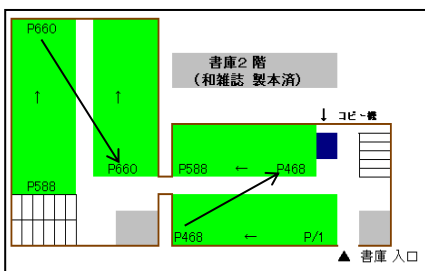 P660
書庫2 階
(和雑誌 製本済)
↑ ↑
↓ コピー機
P660 P588 ← P468
P588
P468 ← P/1
▲ 書庫 入口